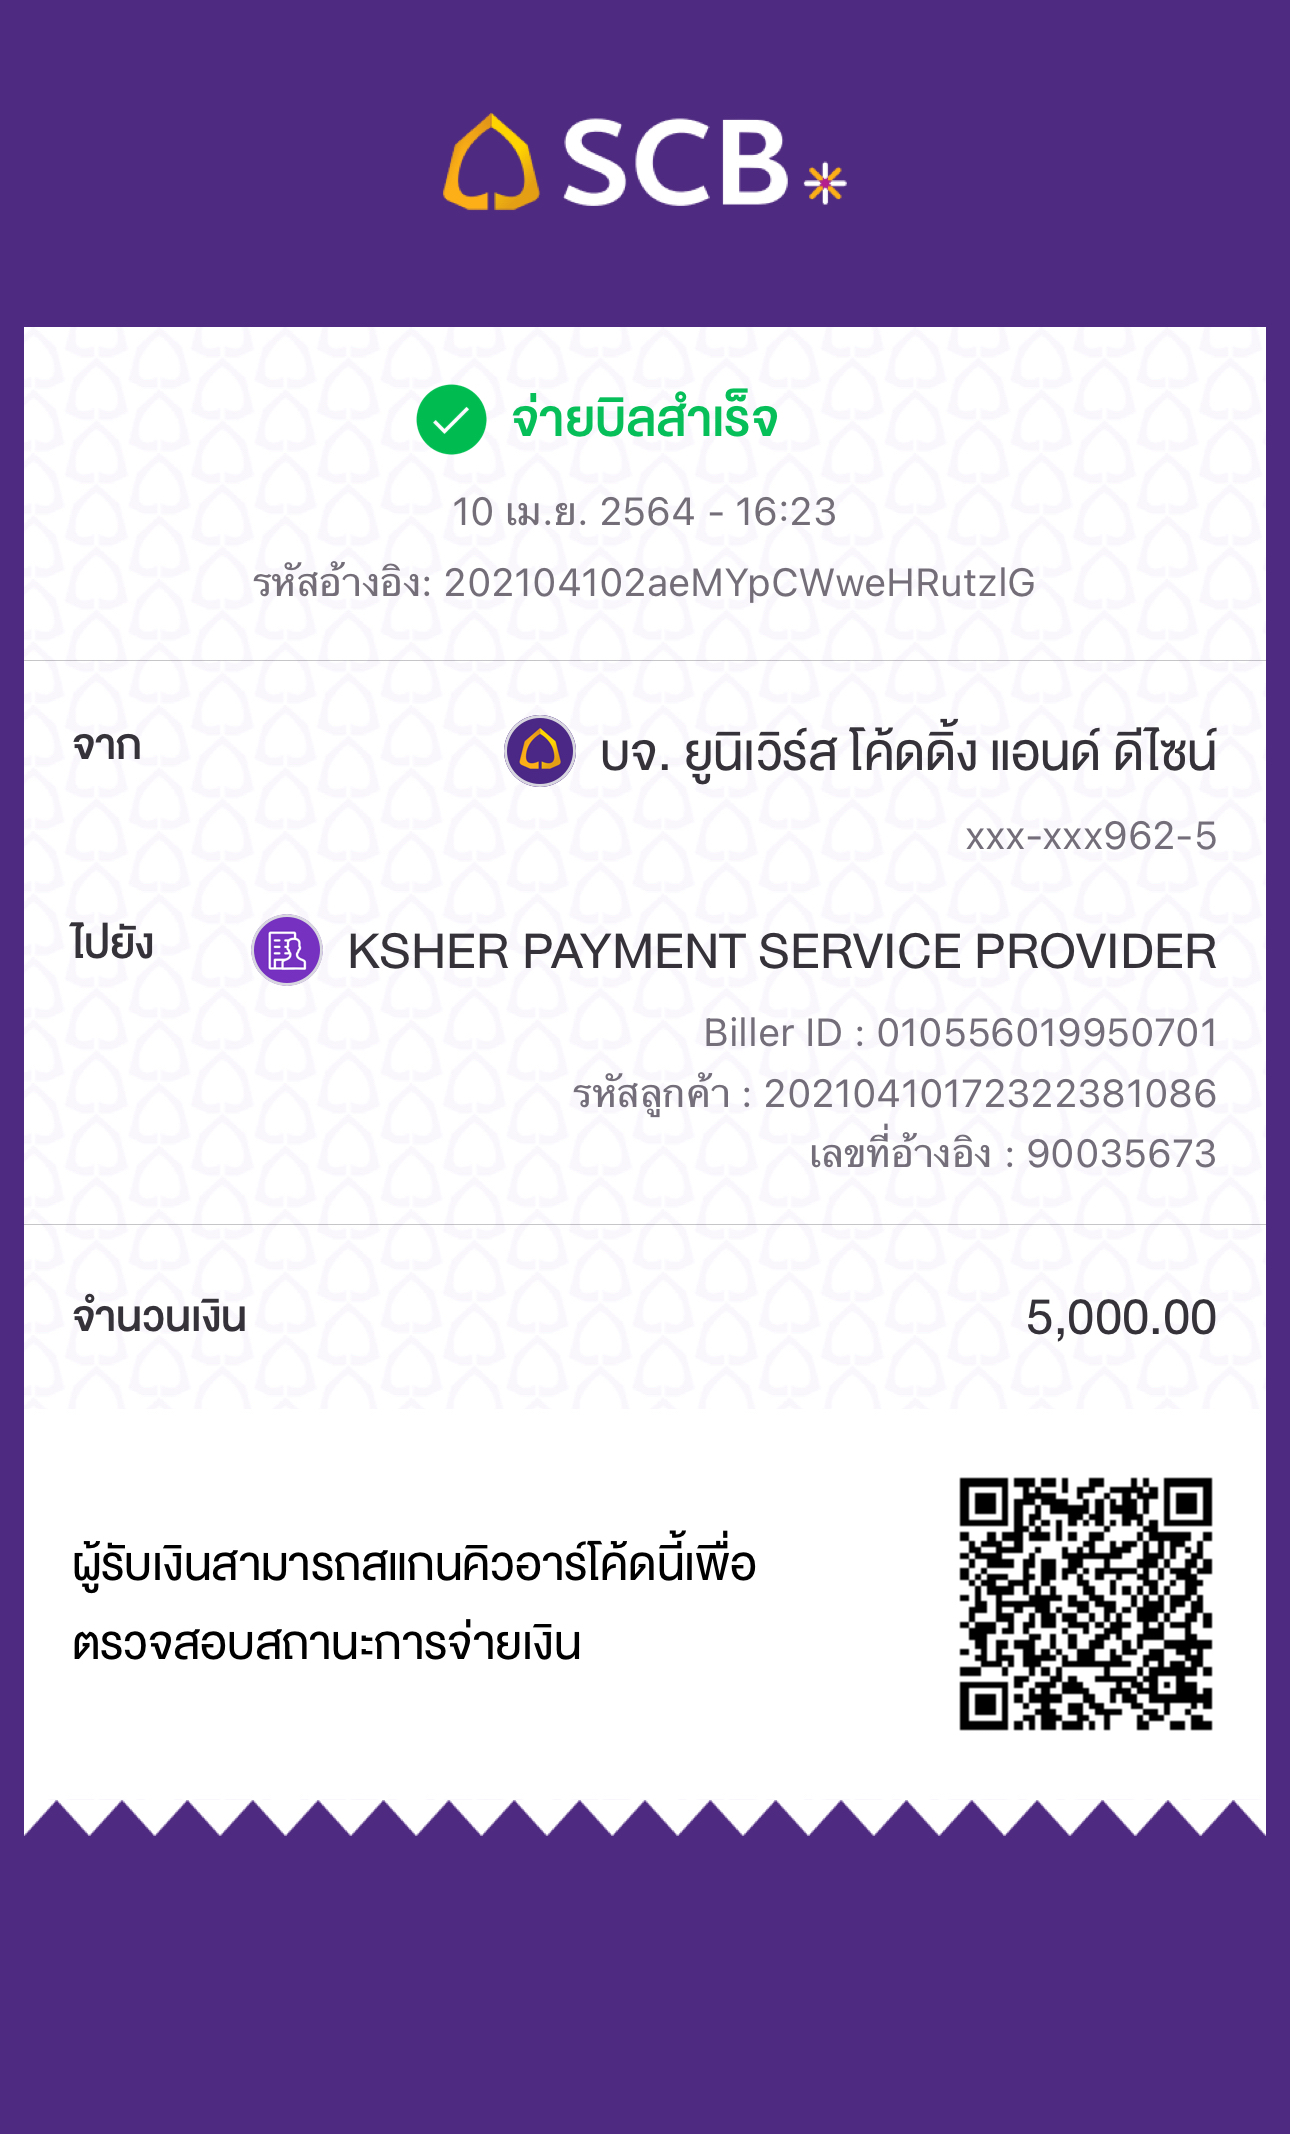 SCB
จ่ายบิลสำเร็จ
10 เม.ย. 2564 - 16:23
รหัสอ้างอิง: 202104102aeMYpCWweHRutzlG
จาก
บจ. ยูนิเวิร์ส โค้ดดิ้ง แอนด์ ดีไซน์
xxx-xxx962-5
ไปยัง
KSHER PAYMENT SERVICE PROVIDER
Biller ID : 010556019950701
รหัสลูกค้า : 20210410172322381086
เลขที่อ้างอิง : 90035673
จำนวนเงิน 5,000.00
ผู้รับเงินสามารถสแกนคิวอาร์โค้ดนี้เพื่อ
ตรวจสอบสถานะการจ่ายเงิน